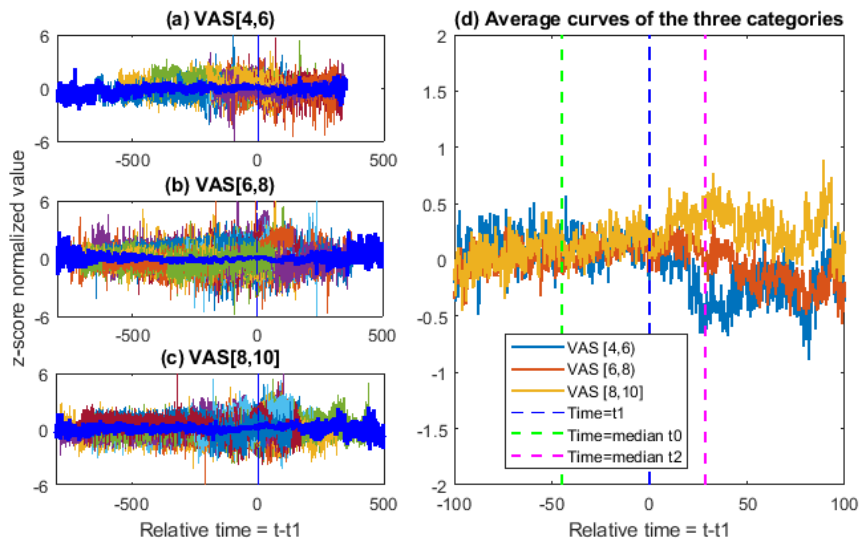 (a) VAS[4,6)
6
0
-6
-500
0
500
(b) VAS[6,8)
6
0
-6
-500
0
500
(c) VAS[8,10]
6
0
-6
-500
0
500
z-score normalized value
Relative time = t-t1
(d) Average curves of the three categories
2
1.5
1
0.5
0
-0.5
-1
-1.5
-2
-100
-50
0
50
100
VAS [4,6)
VAS [6,8)
VAS [8,10]
Time=t1
Time=median t0
Time=median t2
Relative time = t-t1